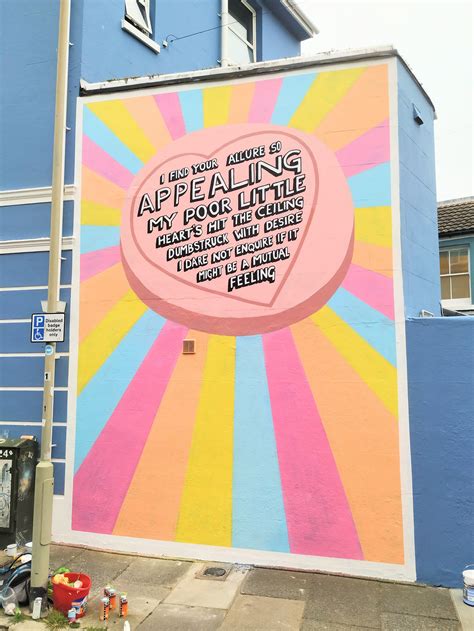 I FIND YOUR ALLURE SO
APPEALING
MY POOR LITTLE
HEART'S HIT THE CEILING
DUMBSTRUCK WITH DESIRE
I DARE NOT ENQUIRE IF IT
MIGHT BE A MUTUAL
FEELING
P
Disabled
badge
holders
only